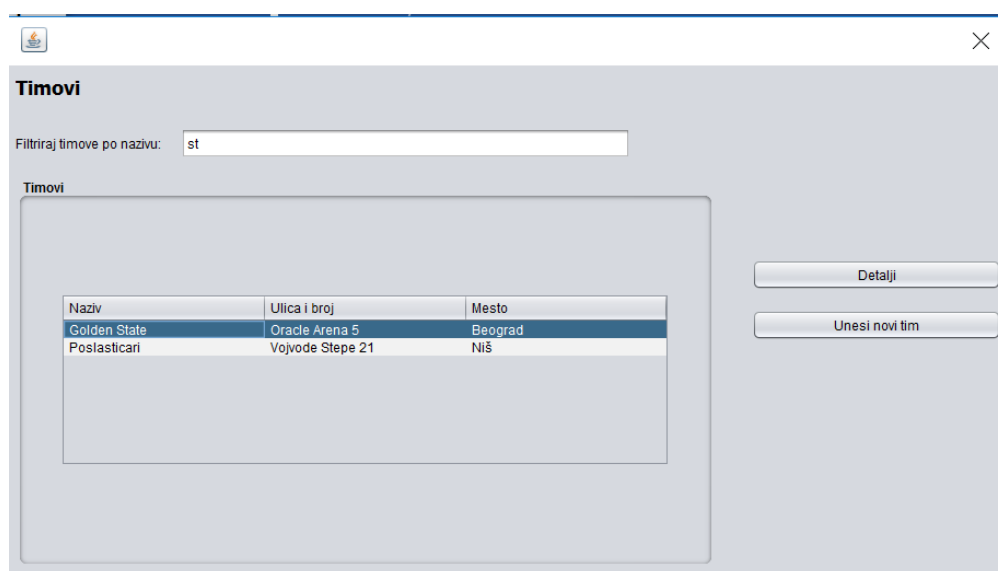 Timovi
Filtriraj timove po nazivu: st
Timovi
Detalji
Naziv Ulica i broj Mesto
Unesi novi tim
Golden State Oracle Arena 5 Beograd
Poslasticari Vojvode Stepe 21 Niš